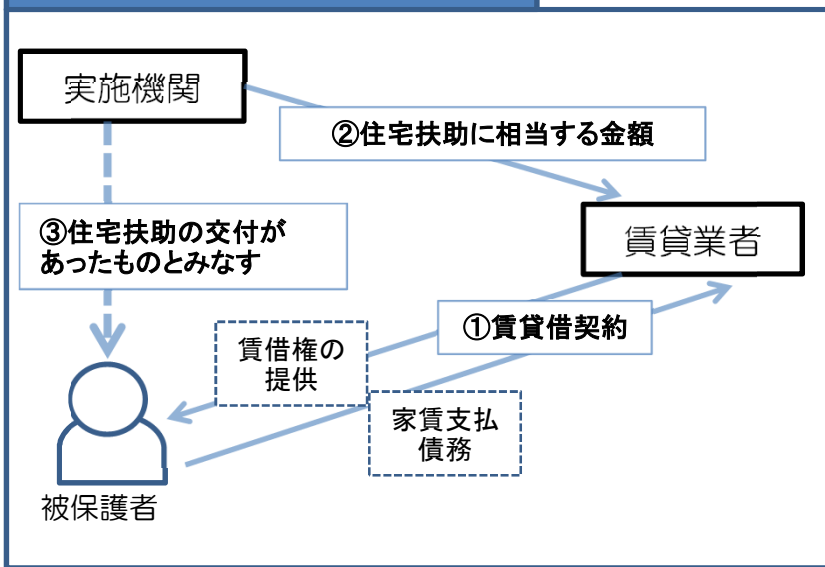 実施機関
②住宅扶助に相当する金額
③住宅扶助の交付が
あったものとみなす
賃貸業者
①賃貸借契約
賃借権の
提供
家賃支払
債務
被保護者